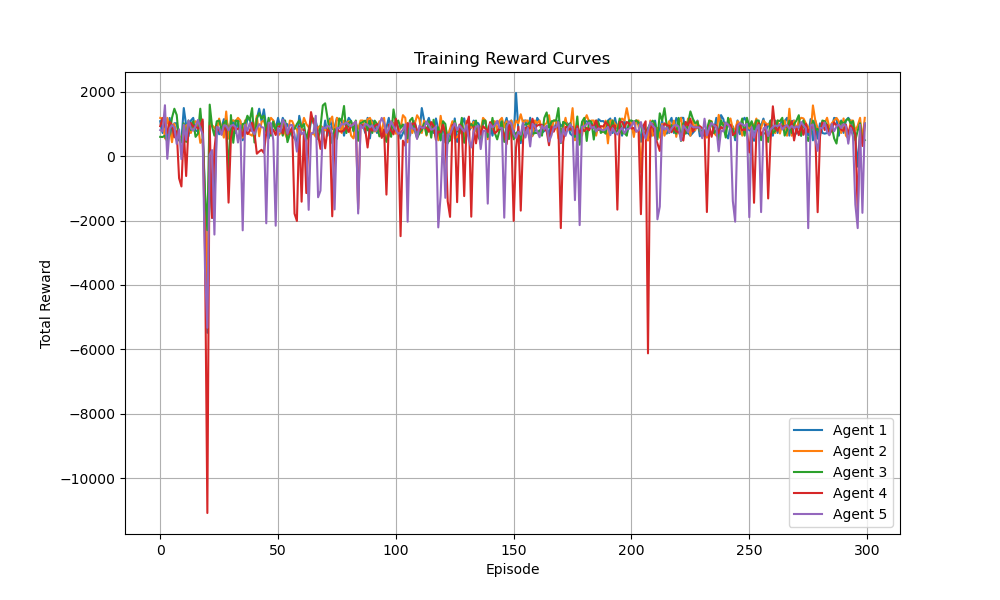 Training Reward Curves
Total Reward
2000
0
−2000
−4000
−6000
−8000
−10000
0 50 100 150 200 250 300
Episode
Agent 1
Agent 2
Agent 3
Agent 4
Agent 5